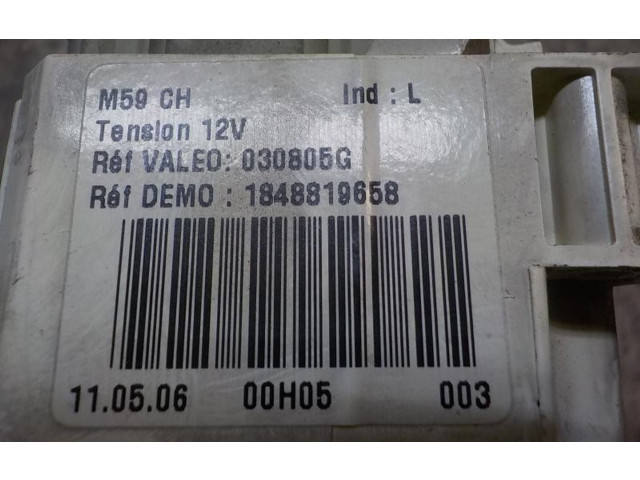 M59 CH Ind : L
Tension 12V
Réf VALEO: 030805G
Réf DEMO : 1848819658
11.05.06 00H05 003